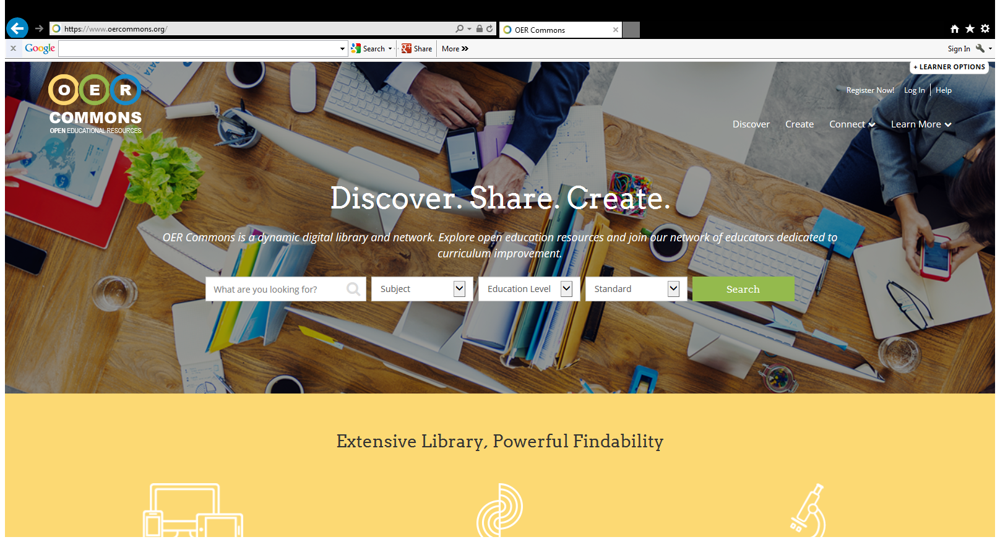 https://www.oercommons.org/
OER Commons
x Google Search Share More » Sign In
+ LEARNER OPTIONS
O E R
COMMONS
OPEN EDUCATIONAL RESOURCES
Register Now! Log In Help
Discover Create Connect Learn More
Discover. Share. Create.
OER Commons is a dynamic digital library and network. Explore open education resources and join our network of educators dedicated to
curriculum improvement.
What are you looking for? Subject Education Level Standard Search
Extensive Library, Powerful Findability